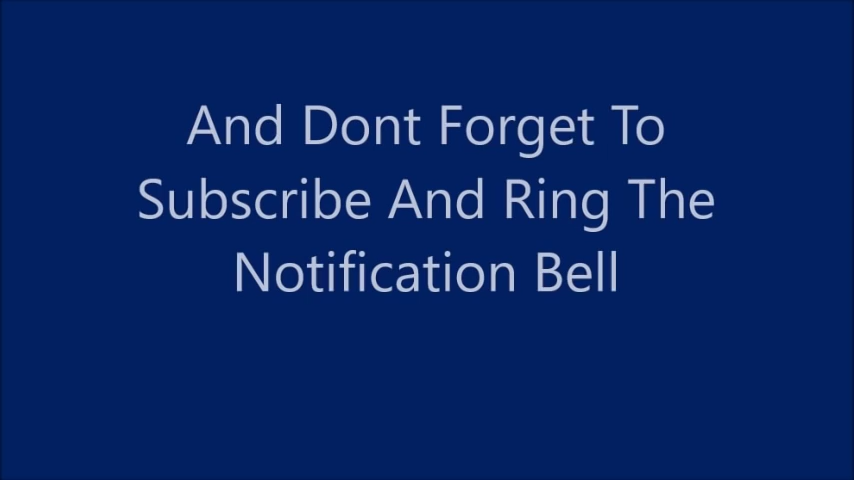 And Dont Forget To
Subscribe And Ring The
Notification Bell